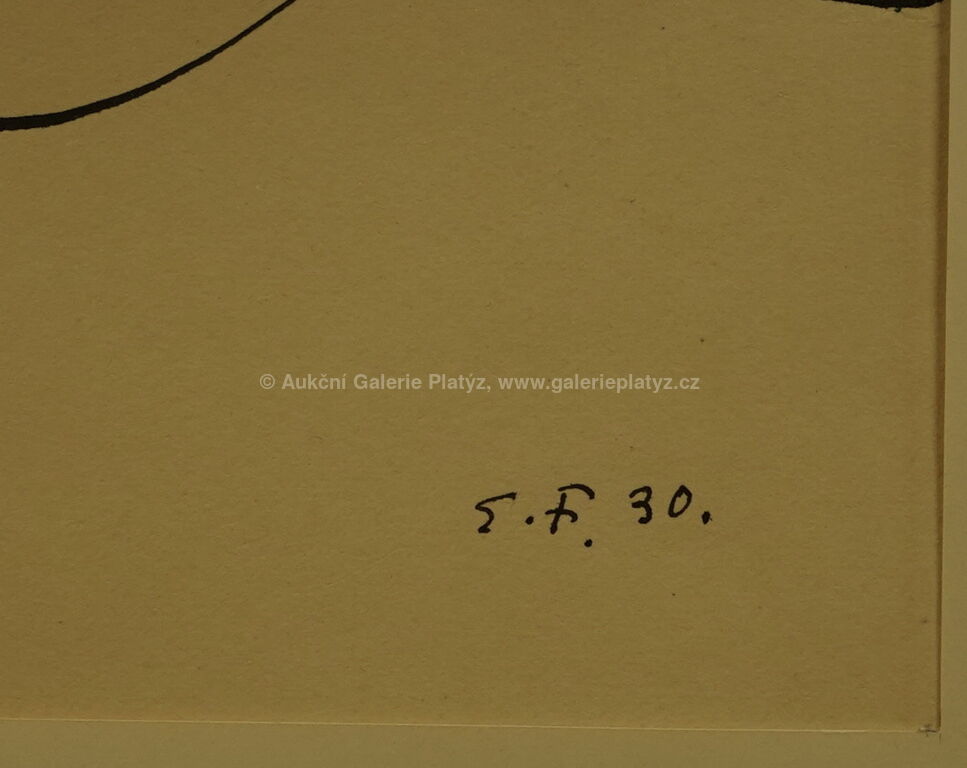 © Aukční Galerie Platýz, www.galerieplatyz.cz
E.F. 30.